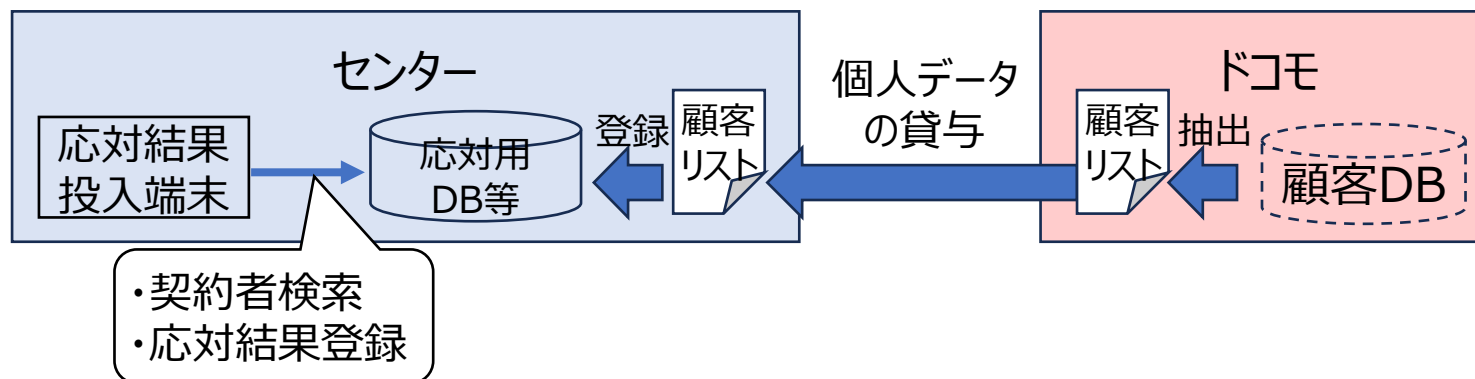 センター
応対結果
投入端末
応対用
DB等
登録
顧客
リスト
個人データ
の貸与
ドコモ
顧客
リスト
抽出
顧客DB
・契約者検索
・応対結果登録